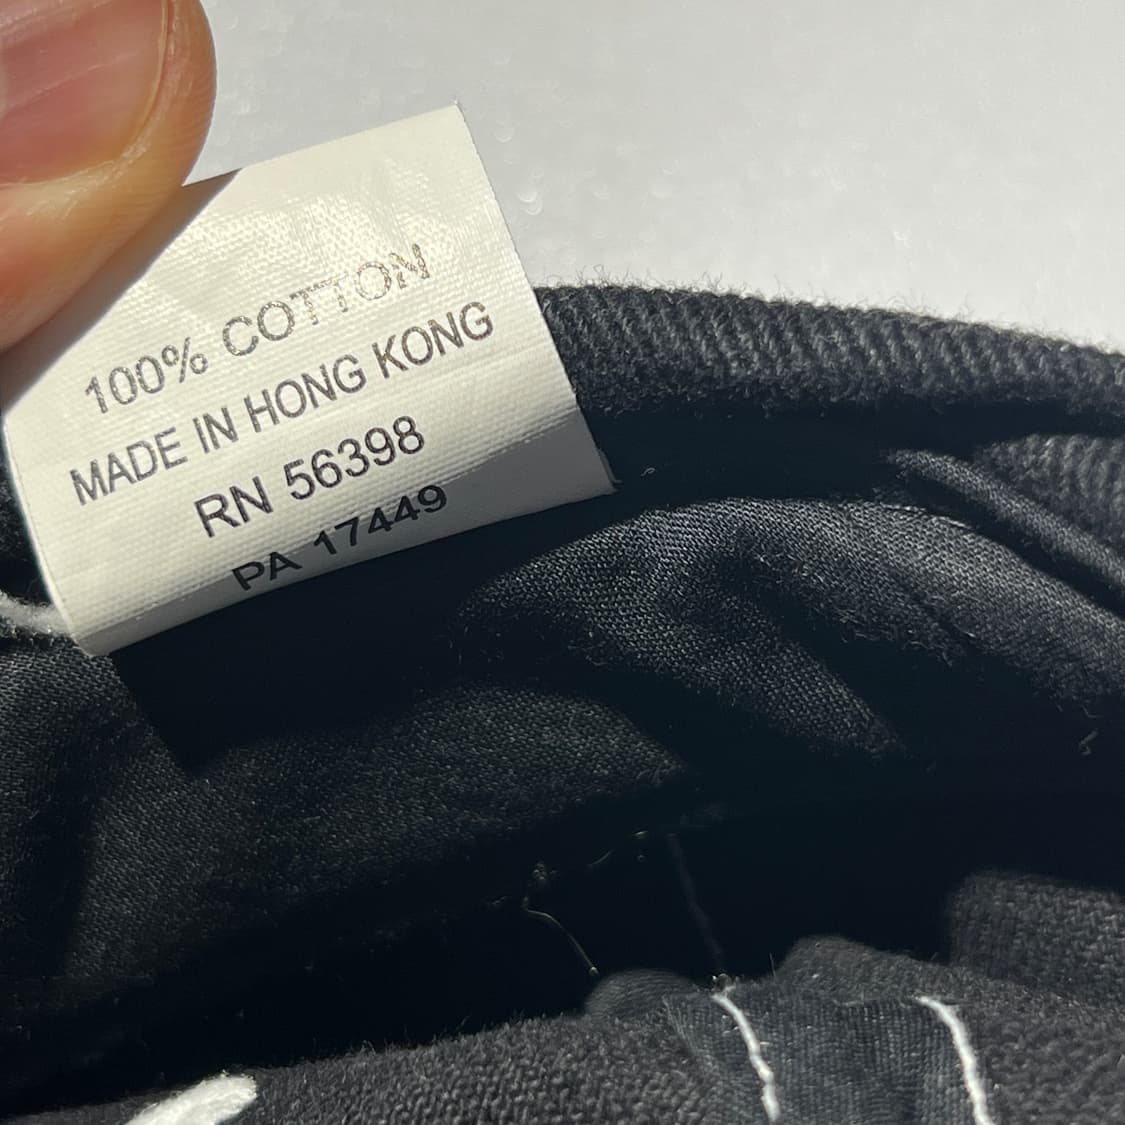 100% COTTON
MADE IN HONG KONG
RN 56398
PA 17449